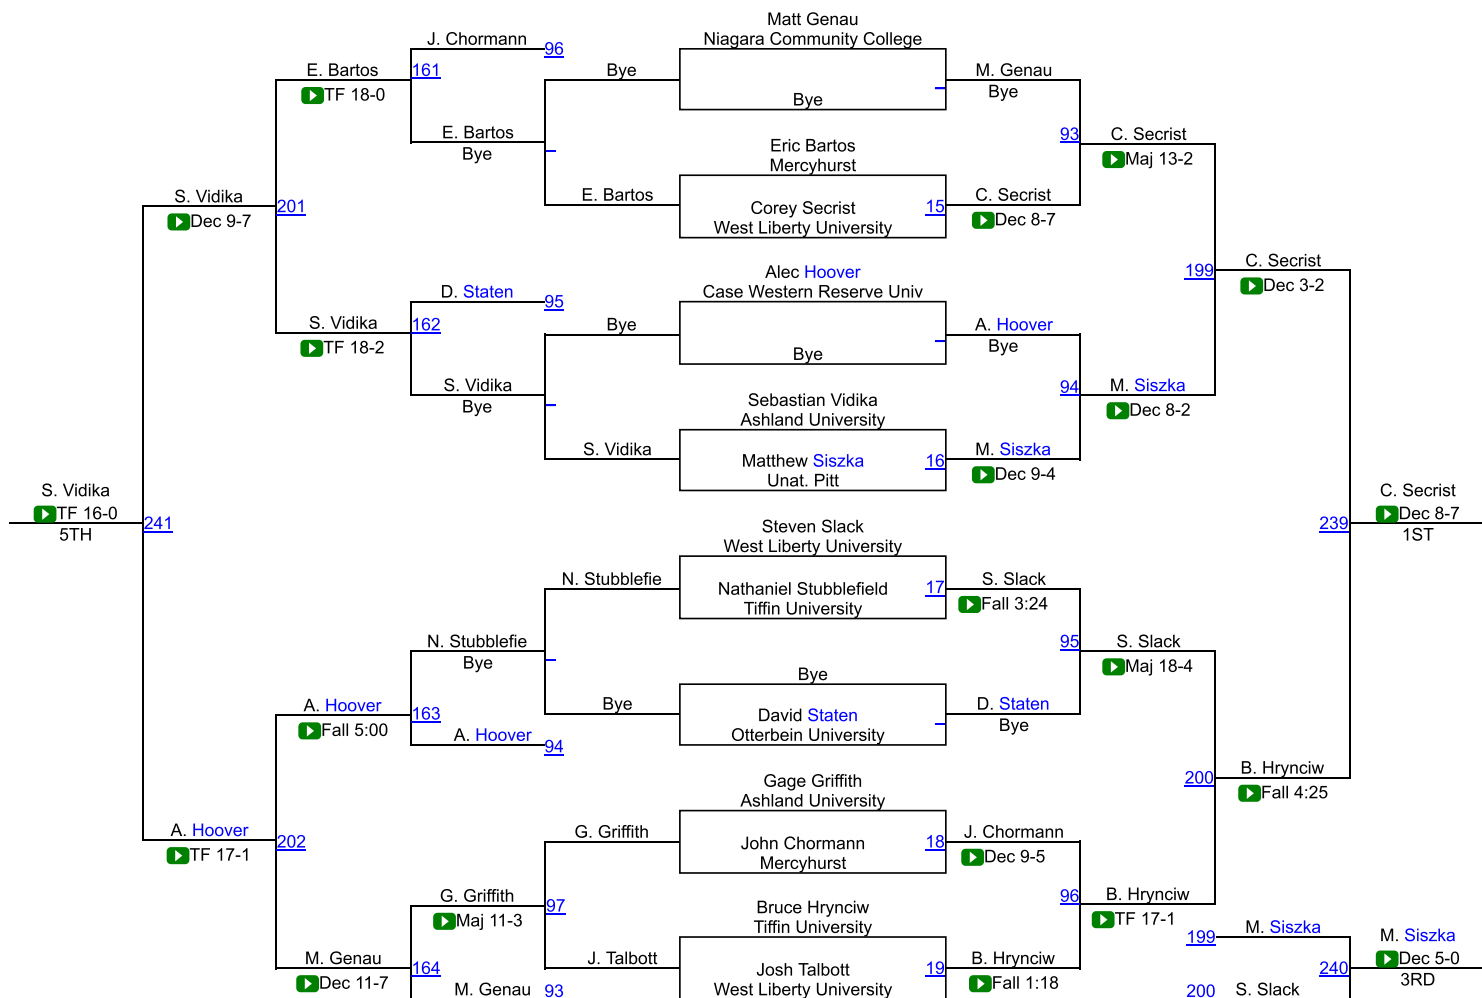 Matt Genau
J. Chormann
Niagara Community College
96
E. Bartos
161
Bye
M. Genau
TF 18-0
Bye
Bye
E. Bartos
93
C. Secrist
Bye
Eric Bartos
Maj 13-2
Mercyhurst
S. Vidika
E. Bartos
C. Secrist
201
Corey Secrist
15
Dec 9-7
West Liberty University
Dec 8-7
Alec Hoover
199
C. Secrist
D. Staten
95
Case Western Reserve Univ
Dec 3-2
S. Vidika
162
Bye
A. Hoover
TF 18-2
Bye
Bye
S. Vidika
94
M. Siszka
Bye
Sebastian Vidika
Dec 8-2
Ashland University
S. Vidika
M. Siszka
Matthew Siszka
16
Unat. Pitt
Dec 9-4
S. Vidika
C. Secrist
TF 16-0
Dec 8-7
241
Steven Slack
239
5TH
West Liberty University
1ST
N. Stubblefie
S. Slack
Nathaniel Stubblefield
17
Tiffin University
Fall 3:24
N. Stubblefie
95
S. Slack
Bye
Bye
Maj 18-4
A. Hoover
163
Bye
D. Staten
Fall 5:00
David Staten
Bye
A. Hoover
94
Otterbein University
Gage Griffith
200
B. Hrynciw
Ashland University
Fall 4:25
A. Hoover
202
G. Griffith
J. Chormann
TF 17-1
John Chormann
18
Mercyhurst
Dec 9-5
G. Griffith
97
96
B. Hrynciw
Maj 11-3
Bruce Hrynciw
TF 17-1
Tiffin University
199
M. Siszka
M. Siszka
M. Genau
164
J. Talbott
B. Hrynciw
Dec 5-0
Dec 11-7
Josh Talbott
19
240
3RD
M. Genau
93
West Liberty University
Fall 1:18
200
S. Slack